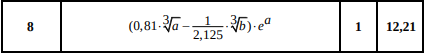 8 (0,81·∛a − 1/2,125 · ∛b)·e^a 1 12,21